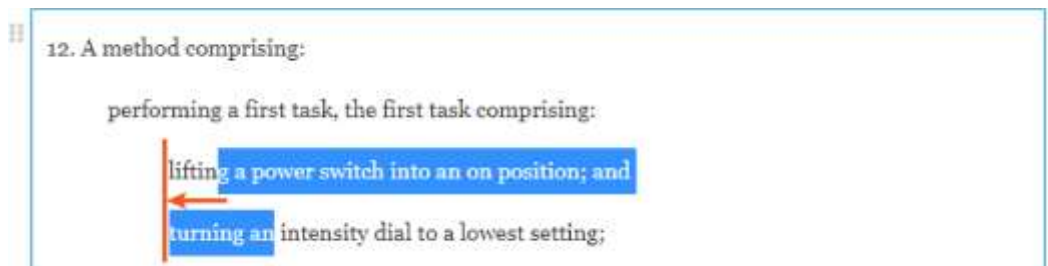 12. A method comprising:
performing a first task, the first task comprising:
lifting a power switch into an on position; and
turning an intensity dial to a lowest setting;